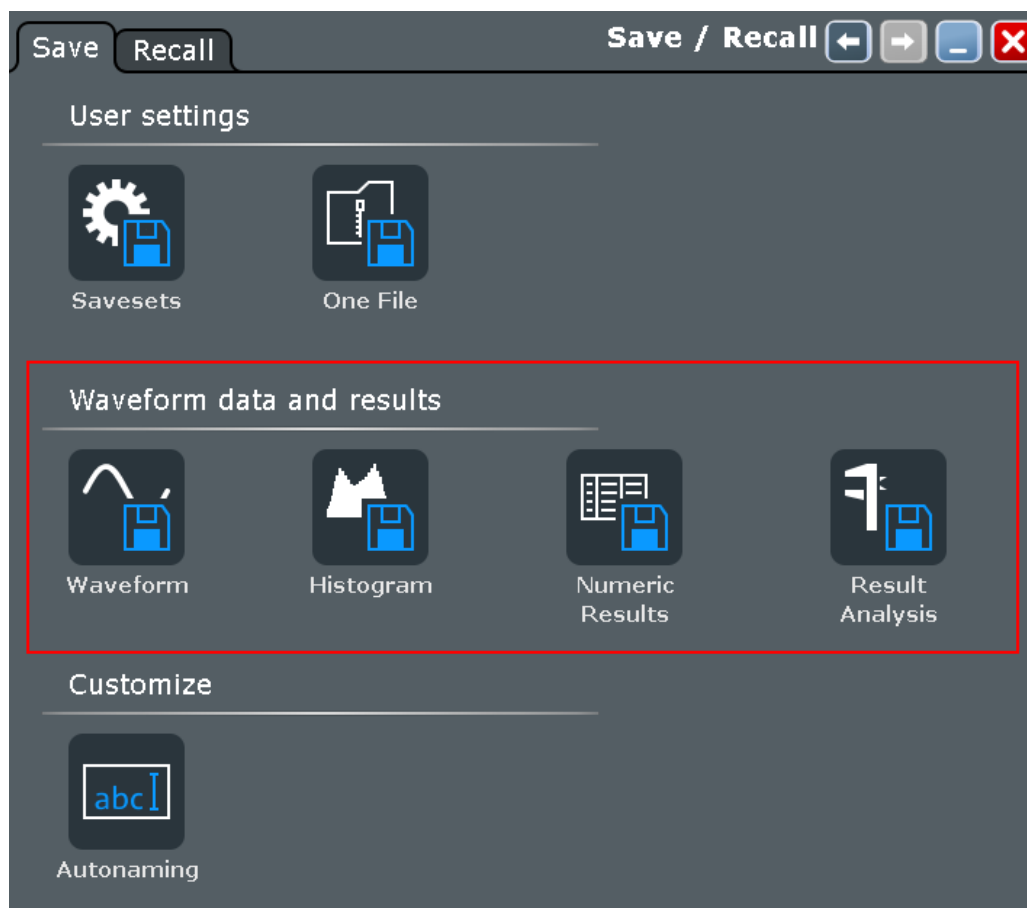 Save Recall Save / Recall
User settings
Savesets One File
Waveform data and results
Waveform Histogram Numeric Results Result Analysis
Customize
abc
Autonaming